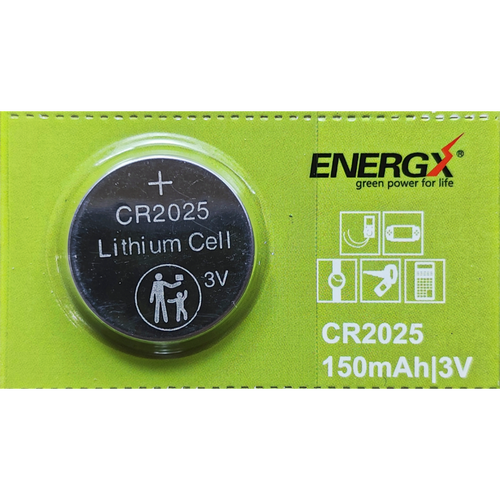 +
CR2025
Lithium Cell
3V
ENERGX®
green power for life
CR2025
150mAh|3V